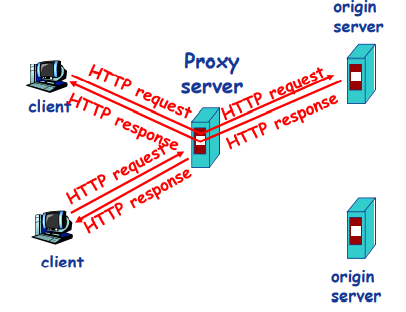 origin
server
Proxy
server
client
HTTP request
HTTP response
HTTP request
HTTP response
HTTP request
HTTP response
client
origin
server